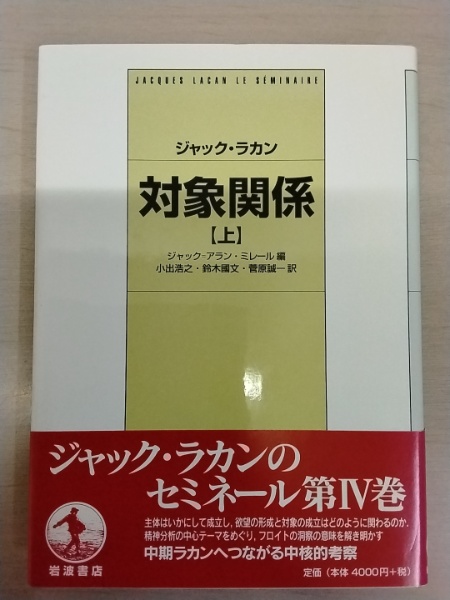 JACQUES LACAN LE SÉMINAIRE
ジャック・ラカン
対象関係
【上】
ジャック=アラン・ミレール 編
小出浩之・鈴木國文・菅原誠一 訳
ジャック・ラカンの
セミネール 第Ⅳ巻
主体はいかにして成立し、欲望の形成と対象の成立はどのように関わるのか.
精神分析の中心テーマをめぐり、フロイトの洞察の意味を解き明かす
中期ラカンへつながる中核的考察
岩波書店
定価(本体 4000円+税)